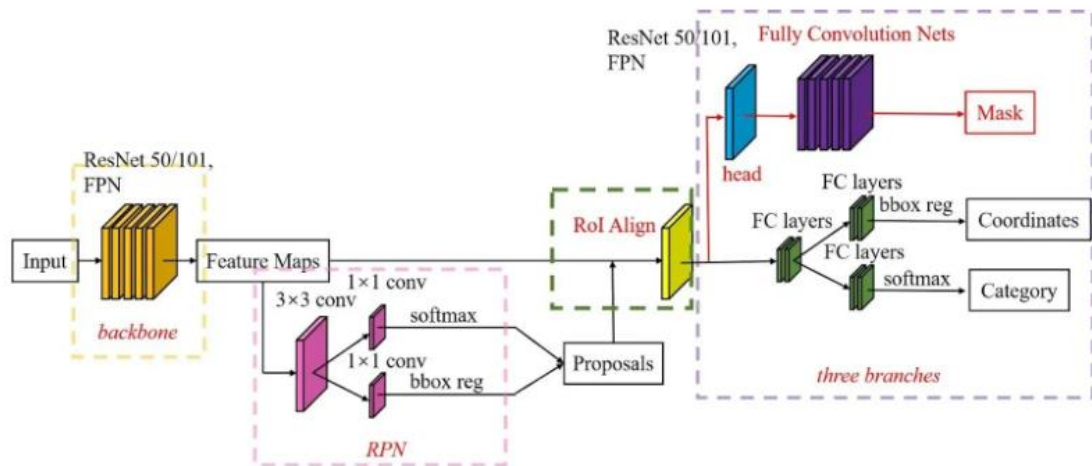 ResNet 50/101,
FPN
Fully Convolution Nets
head
Mask
ResNet 50/101,
FPN
Input
backbone
Feature Maps
RoI Align
FC layers
FC layers
bbox reg
Coordinates
FC layers
softmax
Category
three branches
3×3 conv
1×1 conv
softmax
1×1 conv
bbox reg
Proposals
RPN